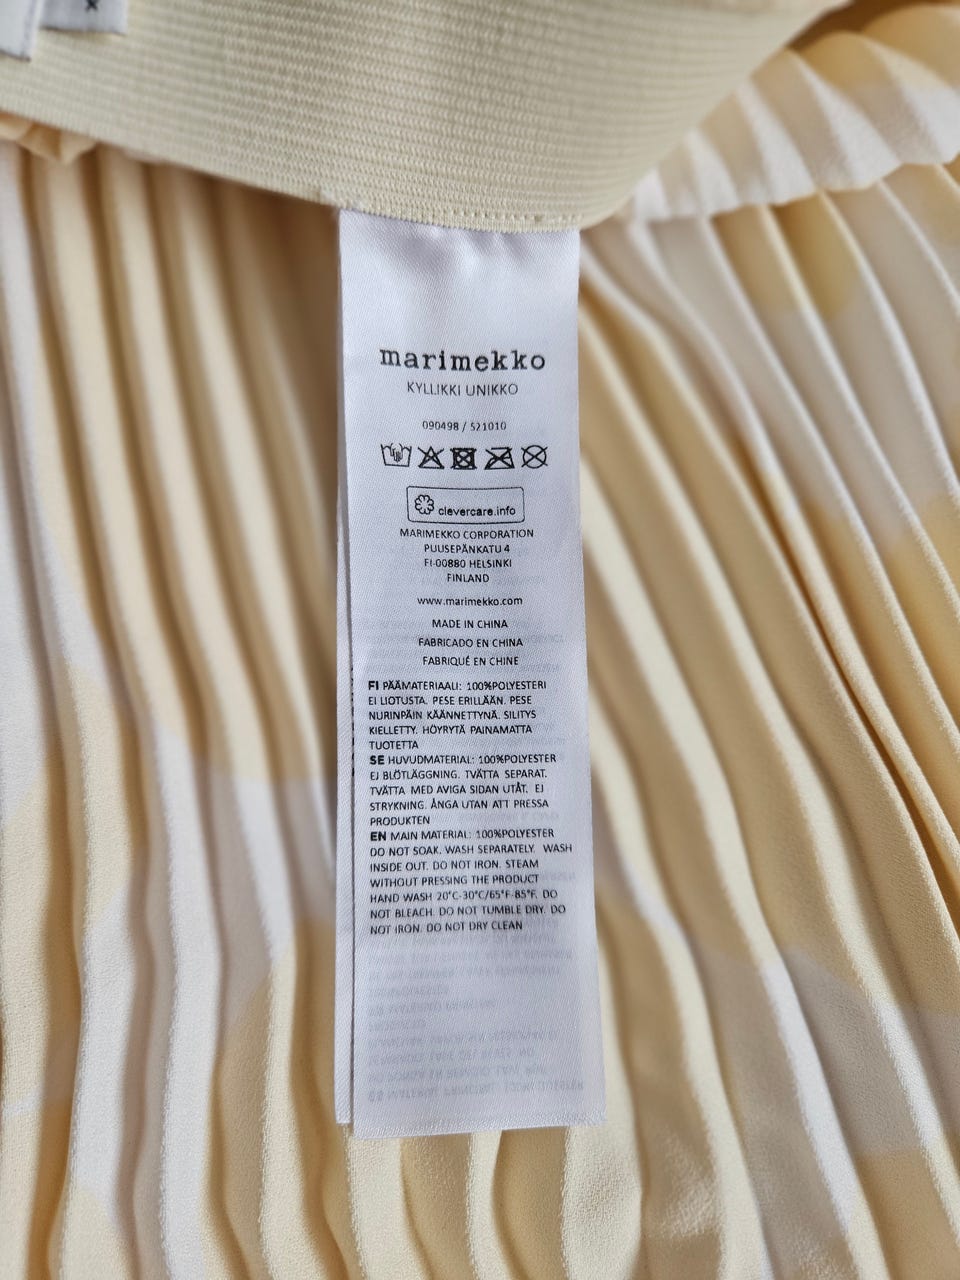 marimekko
KYLLIKKI UNIKKO
090498 / 521010
clevercare.info
MARIMEKKO CORPORATION
PUUSEPÄNKATU 4
FI-00880 HELSINKI
FINLAND
www.marimekko.com
MADE IN CHINA
FABRICADO EN CHINA
FABRIQUÉ EN CHINE
FI PÄÄMATERIAALI: 100%POLYESTERI
EI LIOTUSTA. PESE ERILLÄÄN. PESE
NURINPÄIN KÄÄNNETTYNÄ. SILITYS
KIELLETTY. HÖYRYTÄ PAINAMATTA
TUOTETTA
SE HUVUDMATERIAL: 100%POLYESTER
EJ BLÖTLÄGGNING. TVÄTTA SEPARAT.
TVÄTTA MED AVIGA SIDAN UTÅT. EJ
STRYKNING. ÅNGA UTAN ATT PRESSA
PRODUKTEN
EN MAIN MATERIAL: 100%POLYESTER
DO NOT SOAK. WASH SEPARATELY. WASH
INSIDE OUT. DO NOT IRON. STEAM
WITHOUT PRESSING THE PRODUCT
HAND WASH 20°C-30°C/65°F-85°F. DO
NOT BLEACH. DO NOT TUMBLE DRY. DO
NOT IRON. DO NOT DRY CLEAN